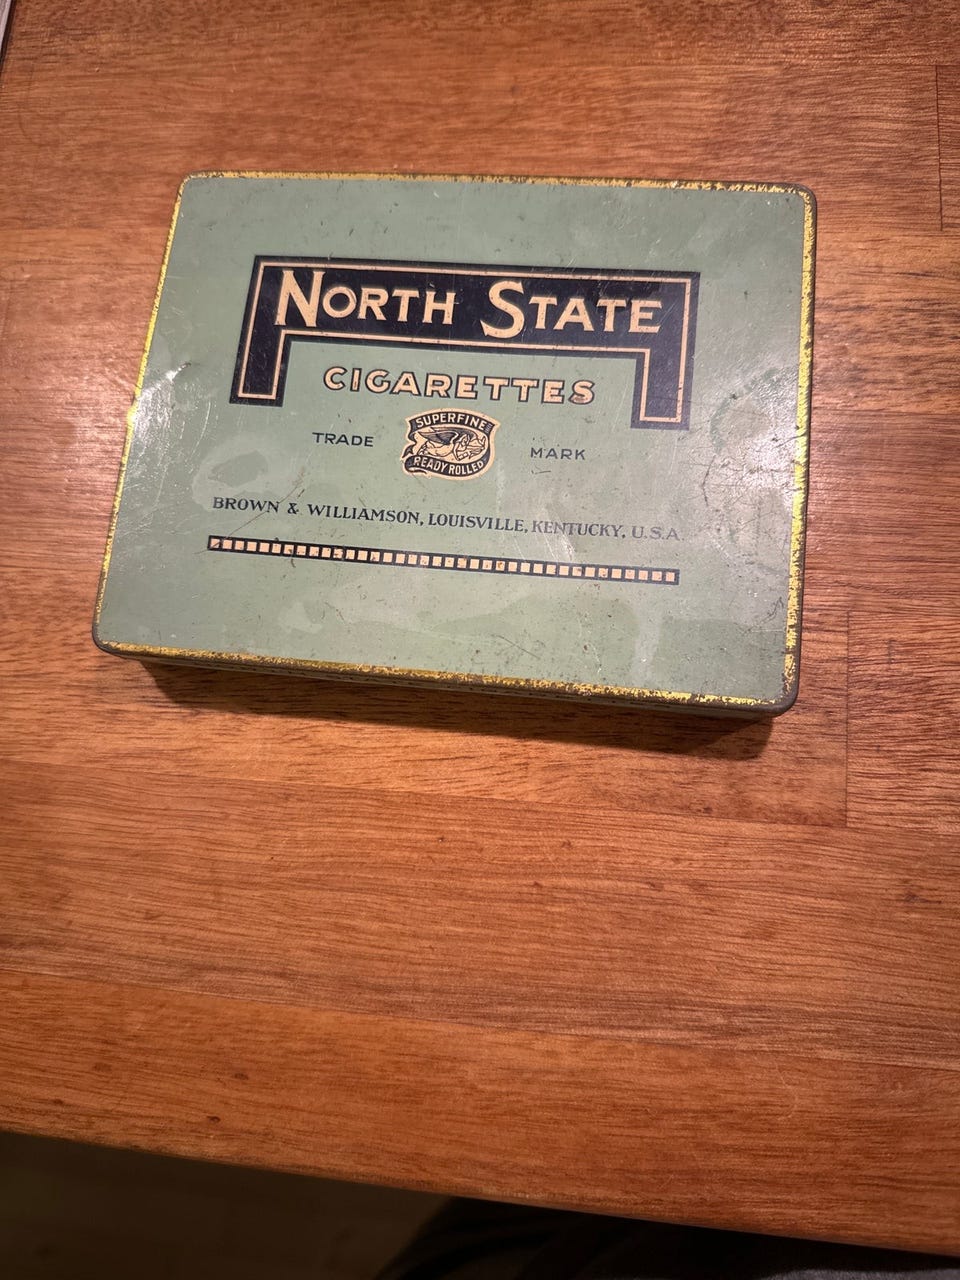 NORTH STATE
CIGARETTES
SUPERFINE
TRADE MARK
READY ROLLED
BROWN & WILLIAMSON, LOUISVILLE, KENTUCKY, U.S.A.